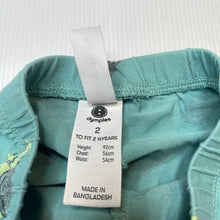 dymples
2
TO FIT 2 YEARS
Height: 92cm
Chest: 56cm
Waist: 54cm
MADE IN
BANGLADESH